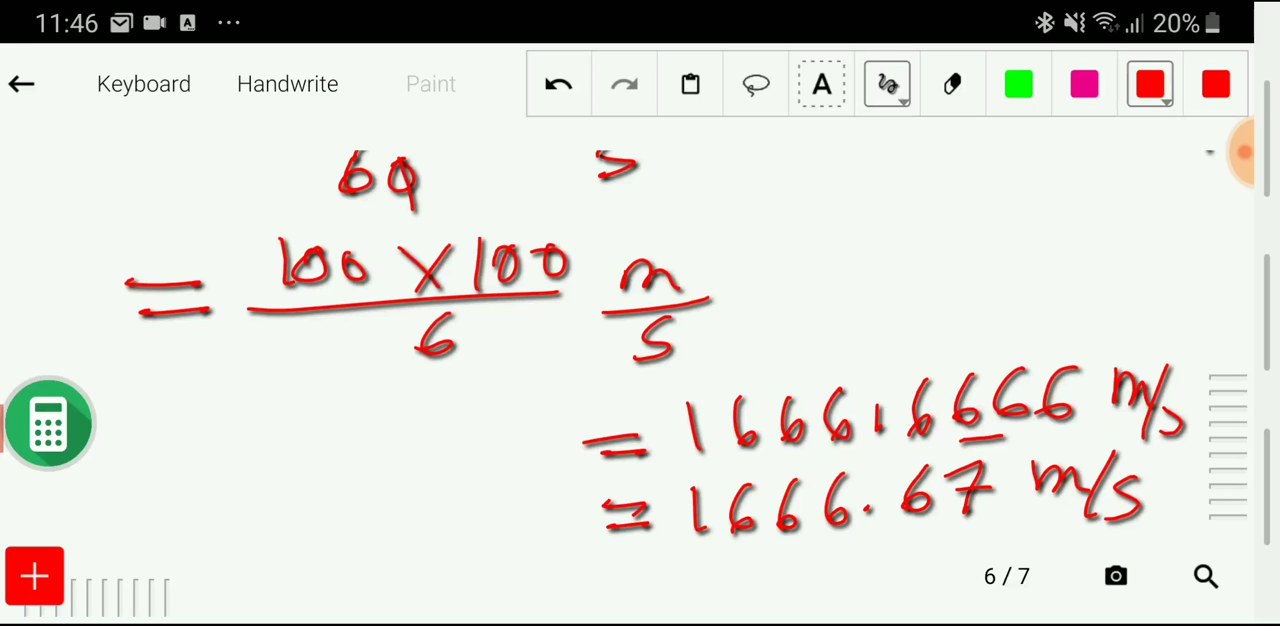 11:46 A ... 20%
Keyboard Handwrite Paint A
60
= 100 × 100 m
6 s
= 1666.6666 m/s
= 1666.67 m/s
6 / 7